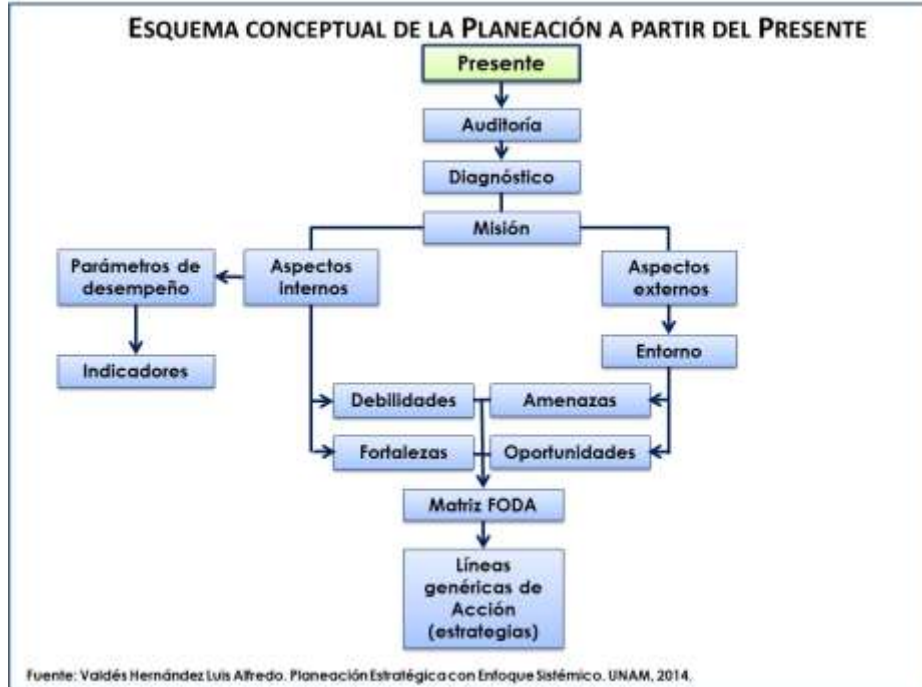 ESQUEMA CONCEPTUAL DE LA PLANEACIÓN A PARTIR DEL PRESENTE
Presente
Auditoría
Diagnóstico
Misión
Parámetros de
desempeño
Aspectos
internos
Aspectos
externos
Indicadores
Entorno
Debilidades
Amenazas
Fortalezas
Oportunidades
Matriz FODA
Líneas
genéricas de
Acción
(estrategias)
Fuente: Valdés Hernández Luis Alfredo. Planeación Estratégica con Enfoque Sistémico. UNAM, 2014.